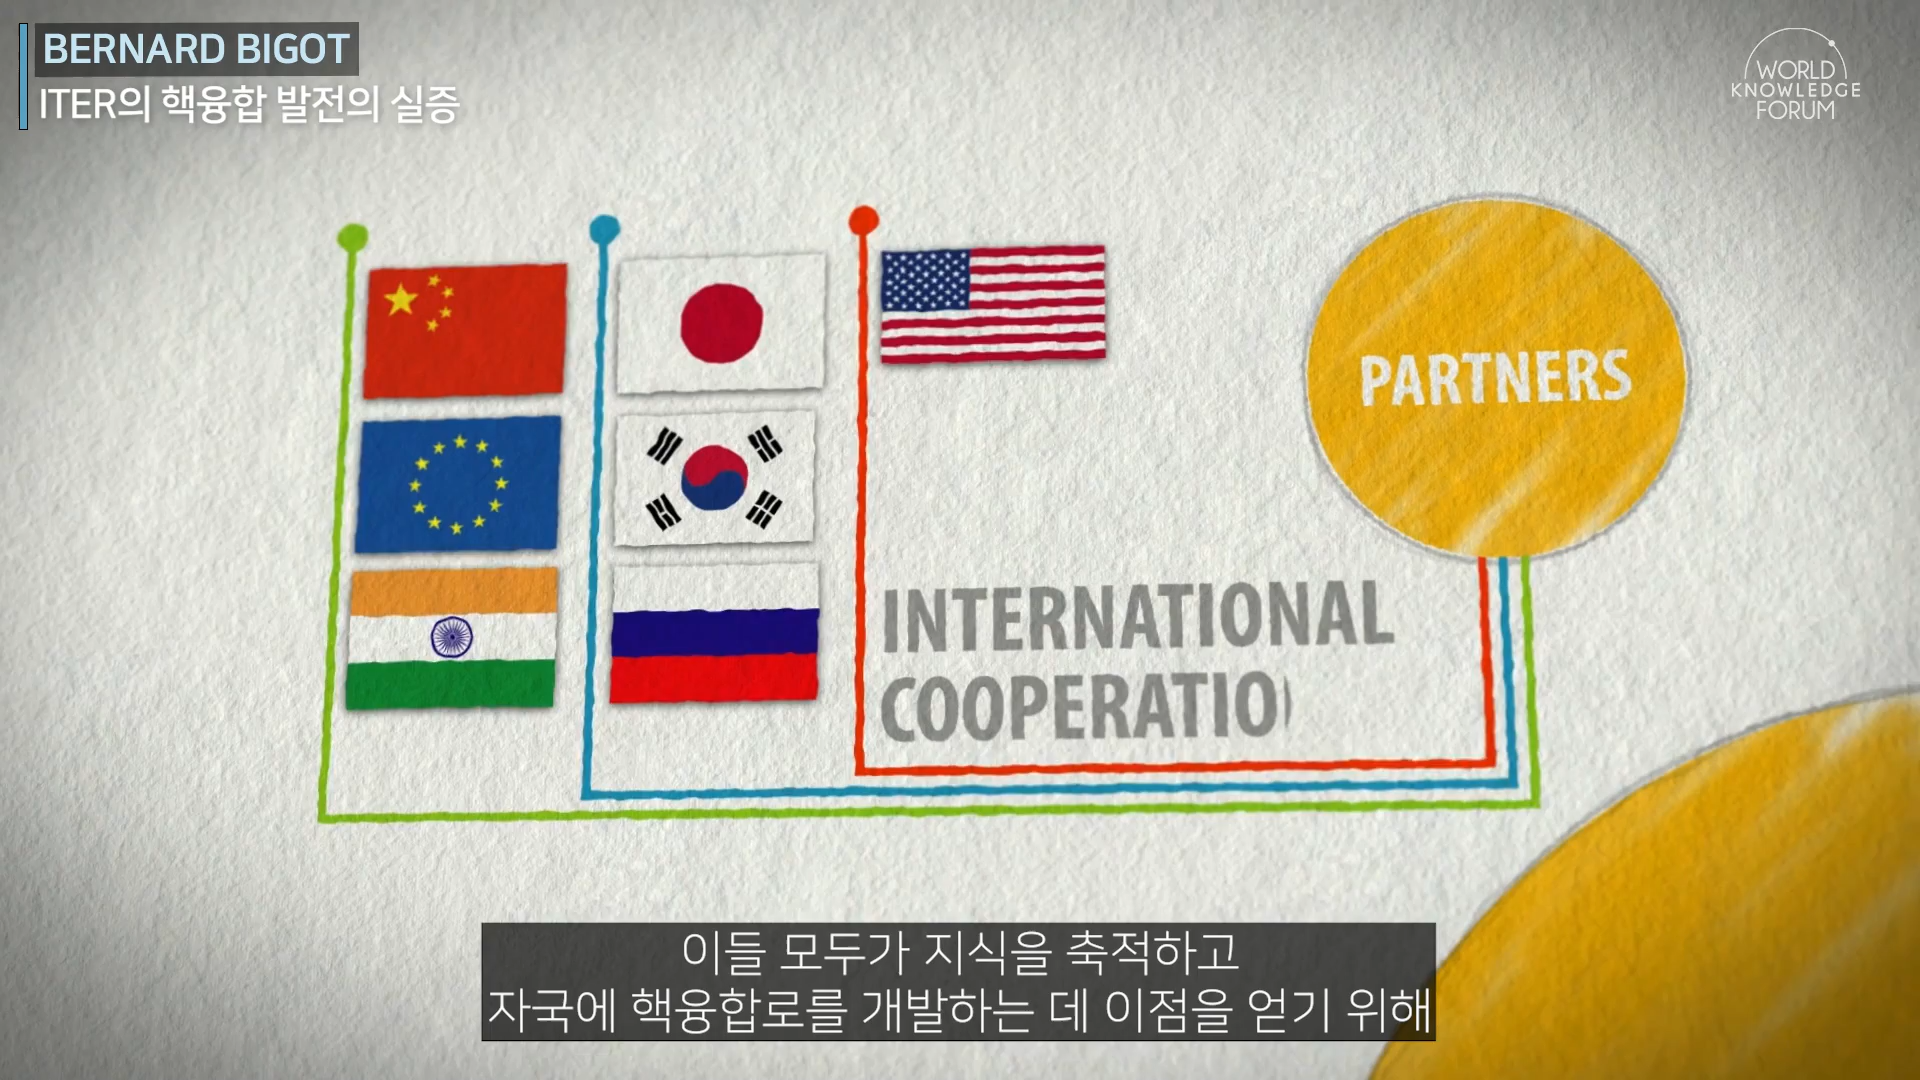 BERNARD BIGOT
ITER의 핵융합 발전의 실증
WORLD
KNOWLEDGE
FORUM
PARTNERS
INTERNATIONAL
COOPERATIO
이들 모두가 지식을 축적하고
자국에 핵융합로를 개발하는 데 이점을 얻기 위해